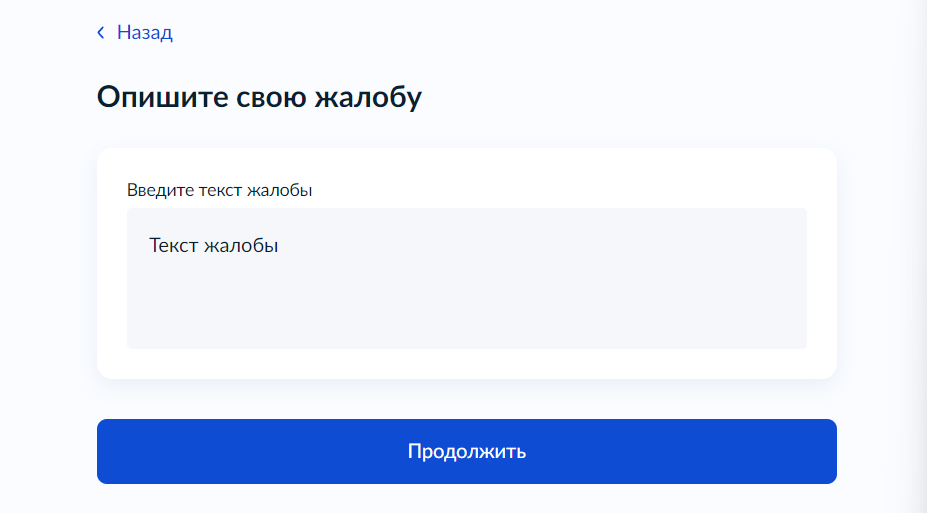 Назад
Опишите свою жалобу
Введите текст жалобы
Текст жалобы
Продолжить